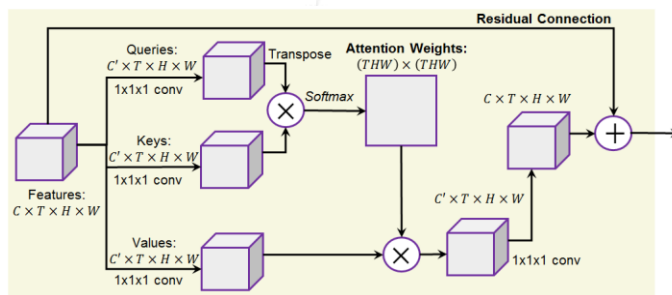 Residual Connection
Queries:
C′ × T × H × W
1x1x1 conv
Transpose
Attention Weights:
(THW) × (THW)
Softmax
C × T × H × W
Keys:
C′ × T × H × W
1x1x1 conv
Features:
C × T × H × W
C′ × T × H × W
Values:
C′ × T × H × W
1x1x1 conv
1x1x1 conv